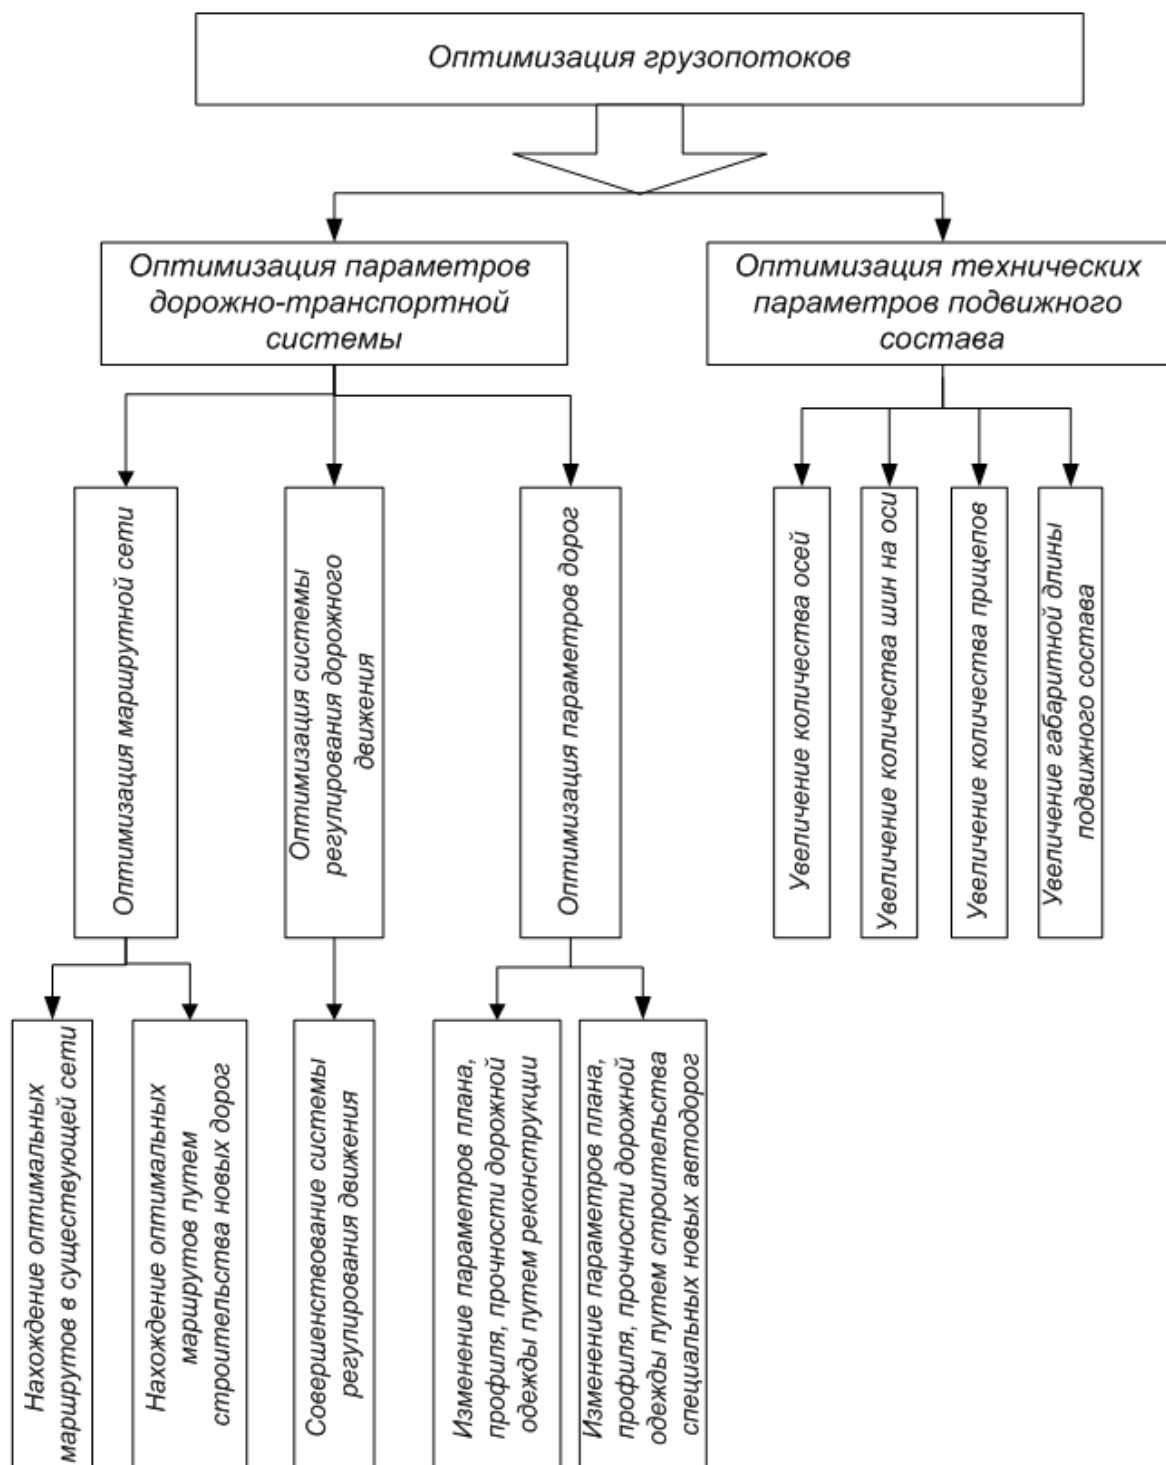 Оптимизация грузопотоков
Оптимизация параметров
дорожно-транспортной
системы
Оптимизация технических
параметров подвижного
состава
Оптимизация маршрутной сети
Оптимизация системы
регулирования дорожного
движения
Оптимизация параметров дорог
Увеличение количества осей
Увеличение количества шин на оси
Увеличение количества прицепов
Увеличение габаритной длины
подвижного состава
Нахождение оптимальных
маршрутов в существующей сети
Нахождение оптимальных
маршрутов путем
строительства новых дорог
Совершенствование системы
регулирования движения
Изменение параметров плана,
профиля, прочности дорожной
одежды путем реконструкции
Изменение параметров плана,
профиля, прочности дорожной
одежды путем строительства
специальных новых автодорог